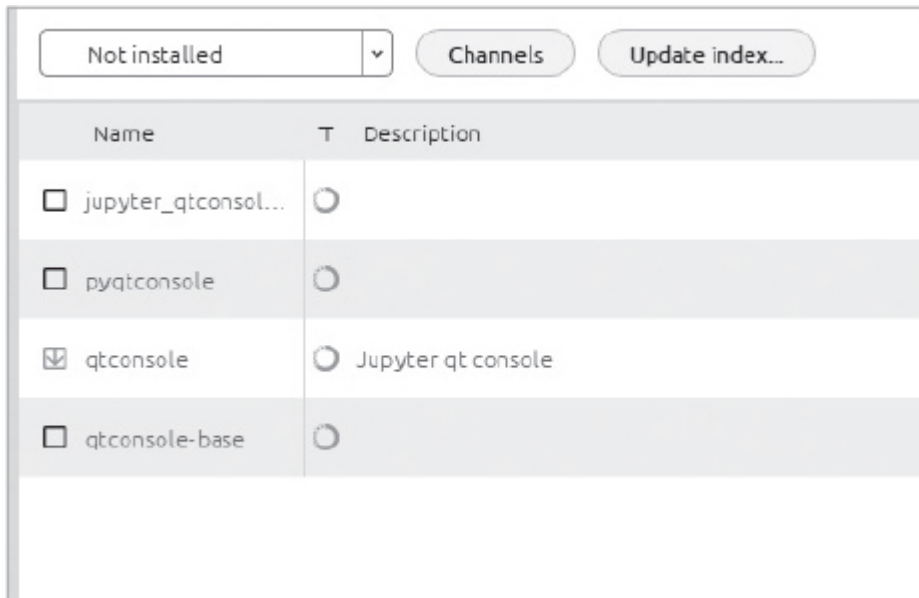 Not installed Channels Update index...
Name T Description
jupyter_qtconsol...
pyqtconsole
qtconsole Jupyter qt console
qtconsole-base